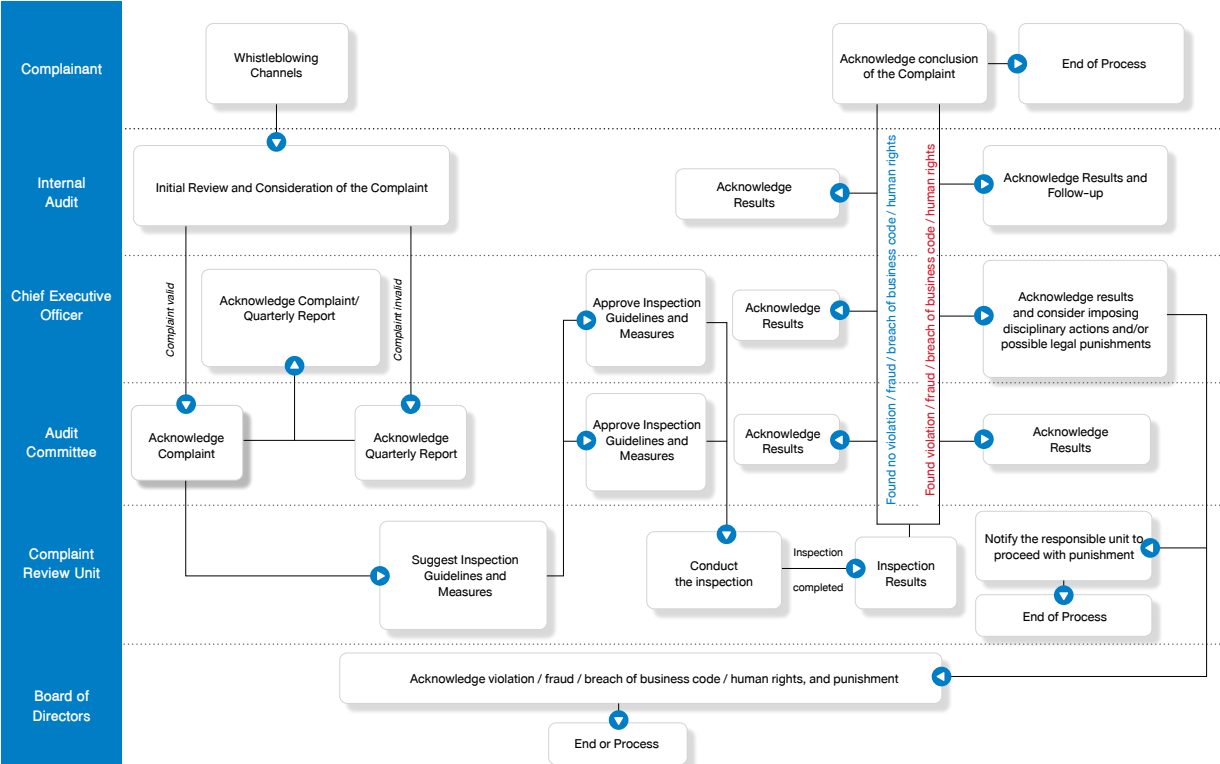 Complainant
Whistleblowing
Channels
Acknowledge conclusion
of the Complaint
End of Process
Internal
Audit
Initial Review and Consideration of the Complaint
Acknowledge
Results
Acknowledge Results and
Follow-up
Found no violation / fraud / breach of business code / human rights
Found violation / fraud / breach of business code / human rights
Chief Executive
Officer
Complaint valid
Acknowledge Complaint/
Quarterly Report
Complaint invalid
Approve Inspection
Guidelines and
Measures
Acknowledge
Results
Acknowledge results
and consider imposing
disciplinary actions and/or
possible legal punishments
Audit
Committee
Acknowledge
Complaint
Acknowledge
Quarterly Report
Approve Inspection
Guidelines and
Measures
Acknowledge
Results
Acknowledge
Results
Complaint
Review Unit
Suggest Inspection
Guidelines and
Measures
Conduct
the inspection
Inspection
completed
Inspection
Results
Notify the responsible unit to
proceed with punishment
End of Process
Board of
Directors
Acknowledge violation / fraud / breach of business code / human rights, and punishment
End or Process